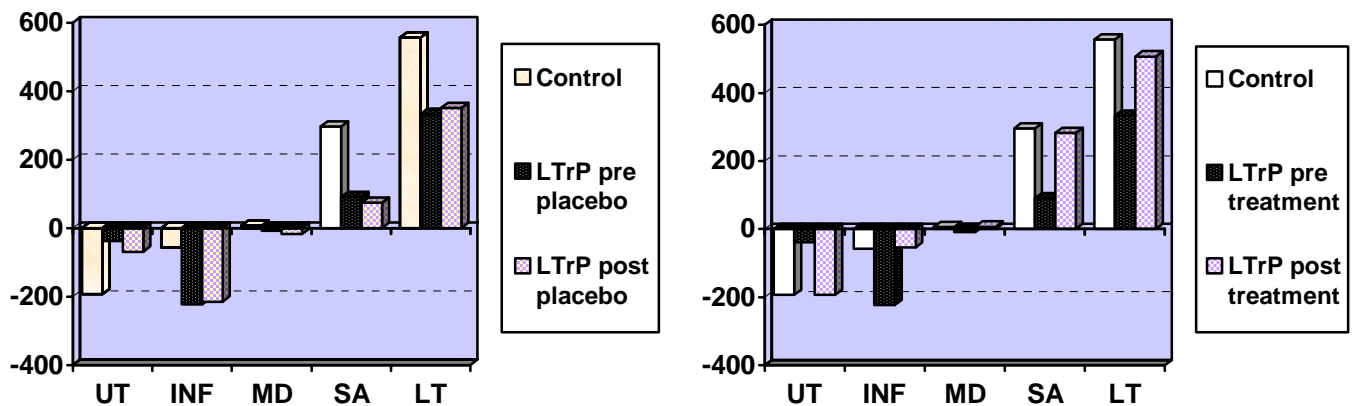 600
400
200
0
-200
-400
UT INF MD SA LT
Control
LTrP pre
placebo
LTrP post
placebo
600
400
200
0
-200
-400
UT INF MD SA LT
Control
LTrP pre
treatment
LTrP post
treatment